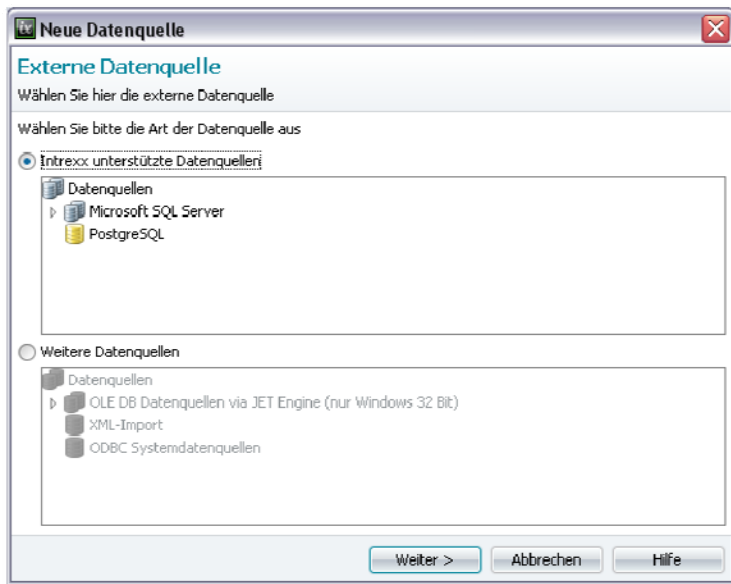 Neue Datenquelle
Externe Datenquelle
Wählen Sie hier die externe Datenquelle
Wählen Sie bitte die Art der Datenquelle aus
Intrexx unterstützte Datenquellen
Datenquellen
Microsoft SQL Server
PostgreSQL
Weitere Datenquellen
Datenquellen
OLE DB Datenquellen via JET Engine (nur Windows 32 Bit)
XML-Import
ODBC Systemdatenquellen
Weiter > Abbrechen Hilfe